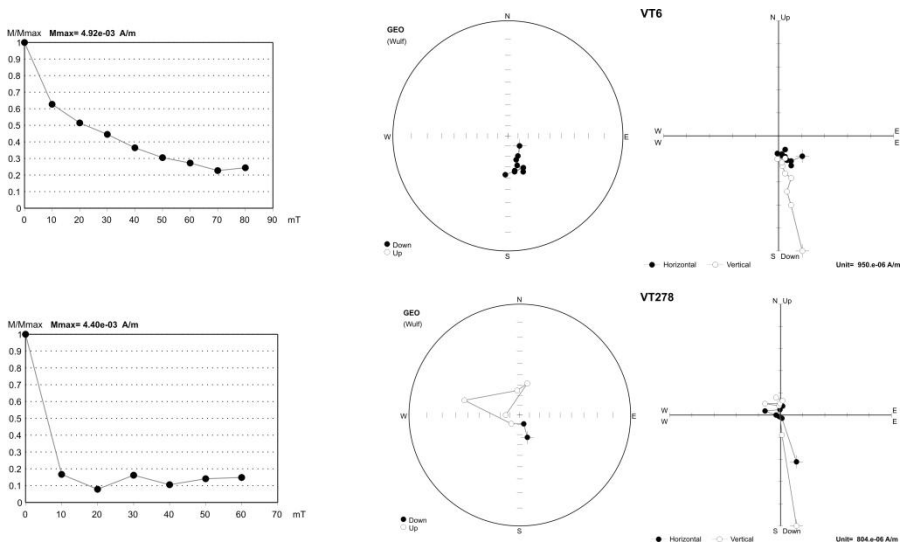 VT6
M/Mmax Mmax= 4.92e-03 A/m
1
0.9
0.8
0.7
0.6
0.5
0.4
0.3
0.2
0.1
0
0 10 20 30 40 50 60 70 80 90 mT
GEO
(Wulf)
N
W E
S
Down
Up
N Up
W E
W E
S Down
Horizontal Vertical Unit= 950.e-06 A/m
VT278
M/Mmax Mmax= 4.40e-03 A/m
1
0.9
0.8
0.7
0.6
0.5
0.4
0.3
0.2
0.1
0
0 10 20 30 40 50 60 70 mT
GEO
(Wulf)
N
W E
S
Down
Up
N Up
W E
W E
S Down
Horizontal Vertical Unit= 804.e-06 A/m